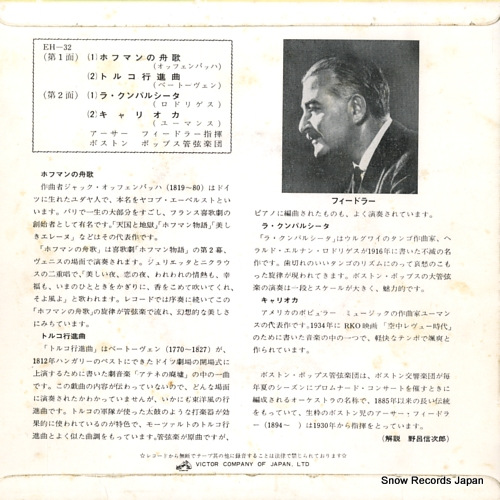 EH—32
(第1面) (1) ホフマンの舟歌
(オッフェンバッハ)
(2) トルコ行進曲
(ベートーヴェン)
(第2面) (1) ラ・クンパルシータ
(ロドリゲス)
(2) キャリオカ
(ユーマンス)
アーサー フィードラー指揮
ボストン ポップス管弦楽団
ホフマンの舟歌
作曲者ジャック・オッフェンバッハ(1819〜80)はドイ
ツに生れたユダヤ人で、本名をヤコブ・エーベルストとい
います。パリで一生の大部分をすごし、フランス喜歌劇の
創始者として有名です。「天国と地獄」「ホフマン物語」「美し
きエレーヌ」などはその代表作です。
「ホフマンの舟歌」は喜歌劇「ホフマン物語」の第2幕、
ヴェニスの場面で演奏されます。ジュリエッタとニクラウ
スの二重唱で、「美しい夜、恋の夜、われわれの情熱も、幸
福も、いまのひとときをかぎりに、香をこめて吹いてくれ、
そよ風よ」と歌われます。レコードでは序奏に続いてこの
「ホフマンの舟歌」の旋律が管弦楽で流れ、幻想的な美しさ
にみちています。
トルコ行進曲
「トルコ行進曲」はベートーヴェン(1770〜1827)が、
1812年ハンガリーのペストにできたドイツ劇場の開場式に
上演するために書いた劇音楽「アテネの廃墟」の中の一曲
です。この戯曲の内容が伝わっていないので、どんな場面
に演奏されたかわかっていませんが、いかにも東洋風の行
進曲です。トルコの軍隊が使った太鼓のような打楽器が効
果的に使われているのが特色で、モーツァルトのトルコ行
進曲とよく似た曲調をもっています。管弦楽が原曲ですが、
フィードラー
ピアノに編曲されたものも、よく演奏されています。
ラ・クンパルシータ
「ラ・クンパルシータ」はウルグワイのタンゴ作曲家、ヘ
ラルド・エルナン・ロドリゲスが1916年に書いた不滅の名
作です。歯切れのいいタンゴのリズムにのって哀愁のこも
った旋律が現われてきます。ボストン・ポップスの大管弦
楽の演奏は一段とスケールが大きく、魅力的です。
キャリオカ
アメリカのポピュラー ミュージックの作曲家ユーマン
スの代表作です。1934年に RKO映画 「空中レヴュー時代」
のために書いた音楽の中の一つで、軽快なテンポで颯爽と
作られています。
ボストン・ポップス管弦楽団は、ボストン交響楽団が毎
年夏のシーズンにプロムナード・コンサートを催すときに
編成されるオーケストラの名称で、1885年以来の長い伝統
をもっていて、生粋のボストン児のアーサー・フィードラ
ー(1894〜 )は1930年から指揮をとっています。
(解説 野呂信次郎)
☆レコードから無断でテープ其の他に録音することは法律で禁じられております☆
VICTOR COMPANY OF JAPAN, LTD
Snow Records Japan